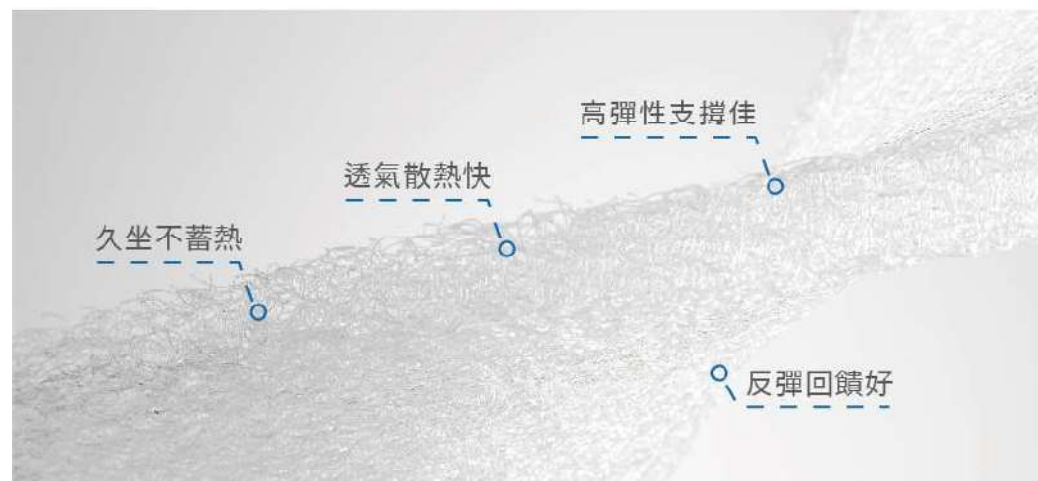 高彈性支撐佳
透氣散熱快
久坐不蓄熱
反彈回饋好